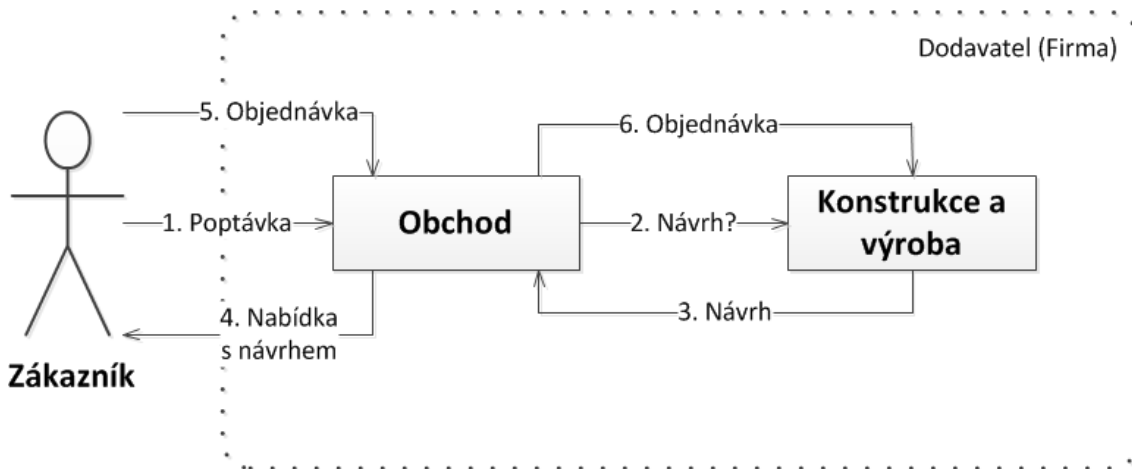 Dodavatel (Firma)
5. Objednávka
6. Objednávka
1. Poptávka
Obchod
2. Návrh?
Konstrukce a
výroba
4. Nabídka
s návrhem
3. Návrh
Zákazník